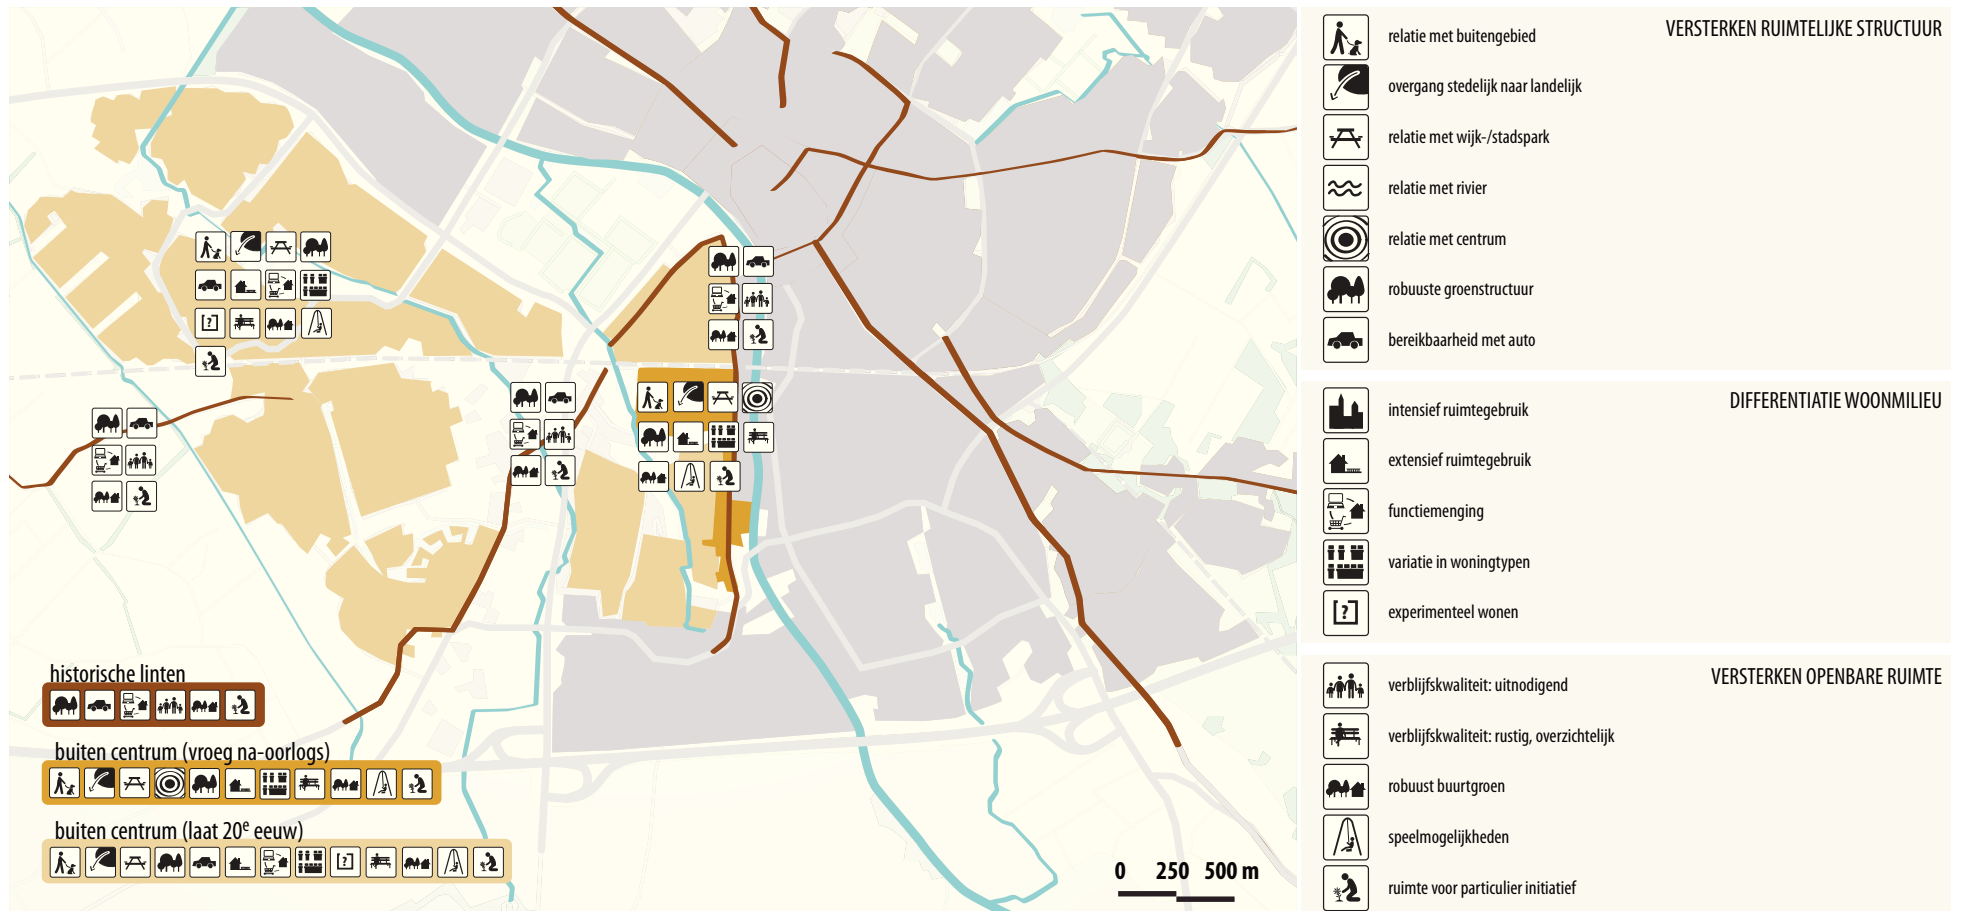 historische linten
buiten centrum (vroeg na-oorlogs)
buiten centrum (laat 20e eeuw)
0 250 500 m
VERSTERKEN RUIMTELIJKE STRUCTUUR
relatie met buitengebied
overgang stedelijk naar landelijk
relatie met wijk-/stadspark
relatie met rivier
relatie met centrum
robuuste groenstructuur
bereikbaarheid met auto
DIFFERENTIATIE WOONMILIEU
intensief ruimtegebruik
extensief ruimtegebruik
functiemenging
variatie in woningtypen
[?] experimenteel wonen
VERSTERKEN OPENBARE RUIMTE
verblijfskwaliteit: uitnodigend
verblijfskwaliteit: rustig, overzichtelijk
robuust buurtgroen
speelmogelijkheden
ruimte voor particulier initiatief